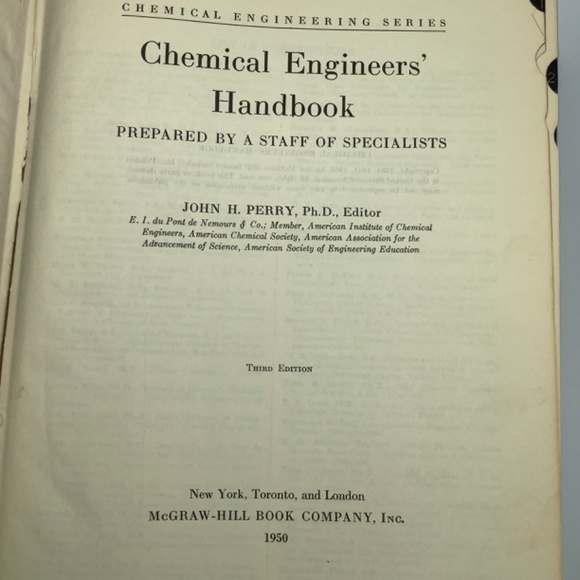 CHEMICAL ENGINEERING SERIES
Chemical Engineers'
Handbook
PREPARED BY A STAFF OF SPECIALISTS
JOHN H. PERRY, Ph.D., Editor
E. I. du Pont de Nemours & Co.; Member, American Institute of Chemical
Engineers, American Chemical Society, American Association for the
Advancement of Science, American Society of Engineering Education
THIRD EDITION
New York, Toronto, and London
McGRAW-HILL BOOK COMPANY, INC.
1950
2